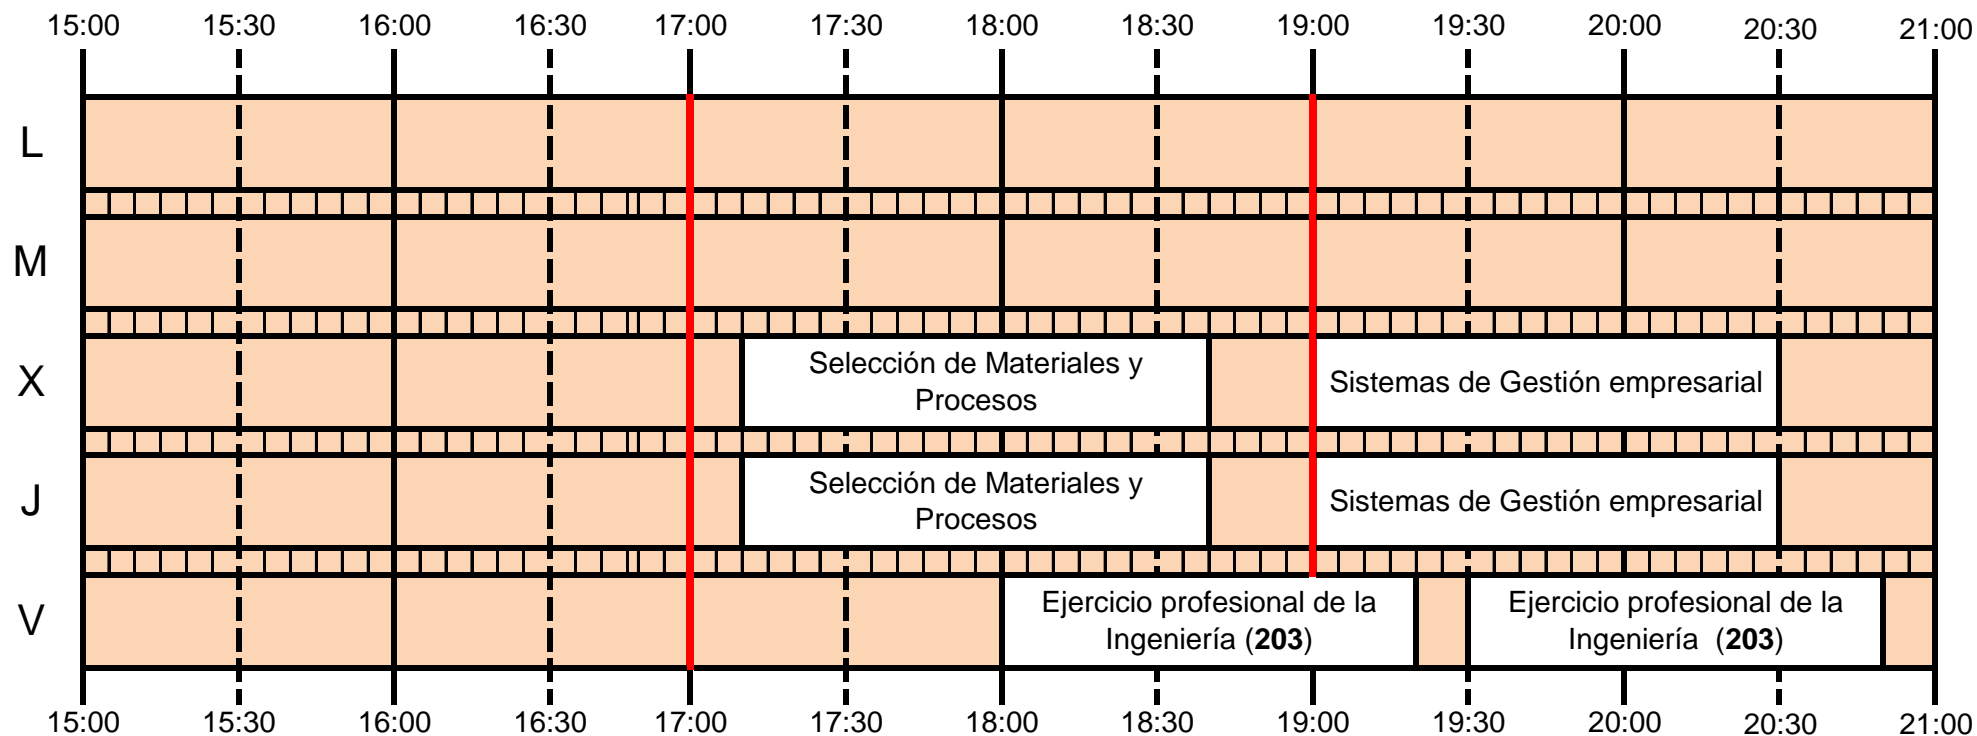 15:00 15:30 16:00 16:30 17:00 17:30 18:00 18:30 19:00 19:30 20:00 20:30 21:00
L
M
X
Selección de Materiales y
Procesos
Sistemas de Gestión empresarial
J
Selección de Materiales y
Procesos
Sistemas de Gestión empresarial
V
Ejercicio profesional de la
Ingeniería (203)
Ejercicio profesional de la
Ingeniería (203)
15:00 15:30 16:00 16:30 17:00 17:30 18:00 18:30 19:00 19:30 20:00 20:30 21:00